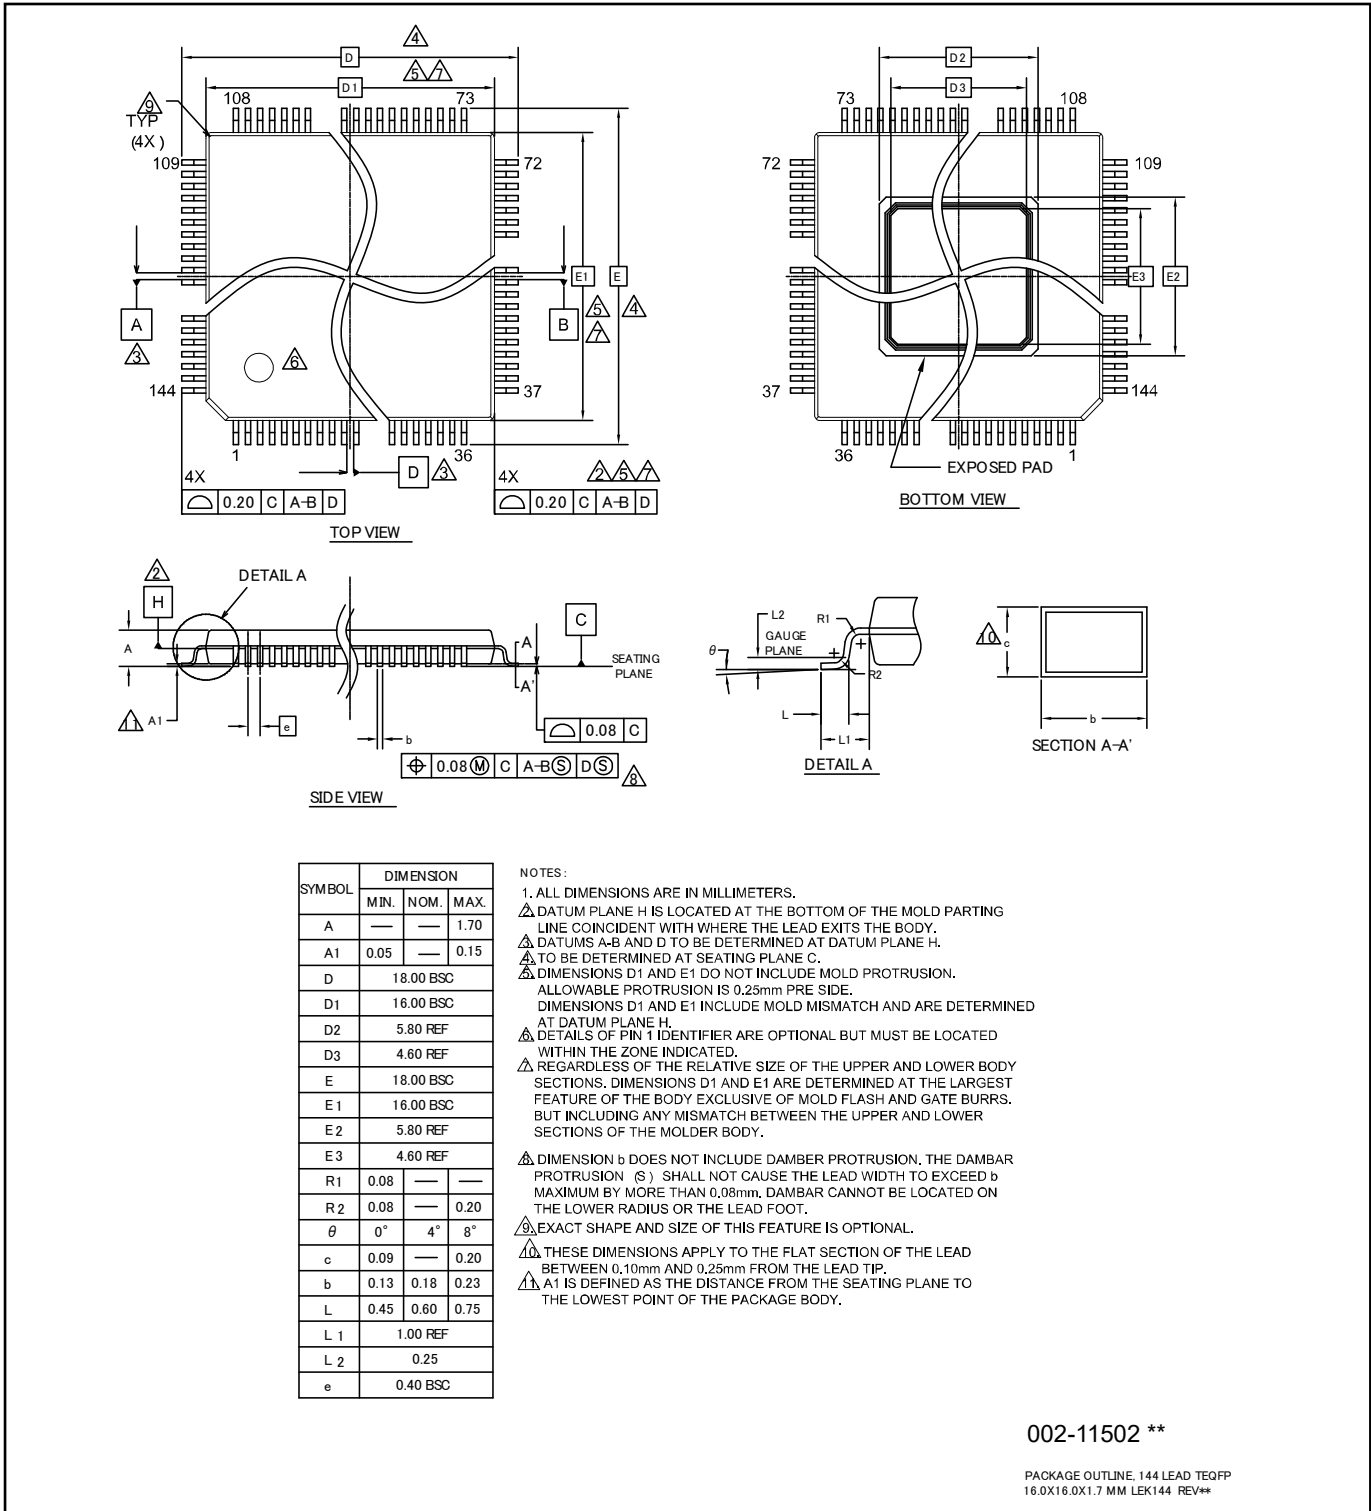 4
D
5 7
D1
108
73
9
TYP
(4X)
109
72
E1
E
A
B
3
5
4
7
6
144
37
1
36
4X
D
3
4X
2 5 7
0.20 C A-B D
0.20 C A-B D
TOP VIEW
D2
D3
73
108
72
109
E3
E2
37
144
36
1
EXPOSED PAD
BOTTOM VIEW
2
DETAIL A
H
C
A
A
SEATING
PLANE
A'
11 A1
e
b
0.08 C
0.08 Ⓜ C A-B Ⓢ D Ⓢ
8
SIDE VIEW
L2
R1
GAUGE
PLANE
θ
R2
L
L1
DETAIL A
10
c
b
SECTION A-A'
SYMBOL DIMENSION
MIN. NOM. MAX.
A — — 1.70
A1 0.05 — 0.15
D 18.00 BSC
D1 16.00 BSC
D2 5.80 REF
D3 4.60 REF
E 18.00 BSC
E1 16.00 BSC
E2 5.80 REF
E3 4.60 REF
R1 0.08 — —
R2 0.08 — 0.20
θ 0° 4° 8°
c 0.09 — 0.20
b 0.13 0.18 0.23
L 0.45 0.60 0.75
L 1 1.00 REF
L 2 0.25
e 0.40 BSC
NOTES:
1. ALL DIMENSIONS ARE IN MILLIMETERS.
2. DATUM PLANE H IS LOCATED AT THE BOTTOM OF THE MOLD PARTING
LINE COINCIDENT WITH WHERE THE LEAD EXITS THE BODY.
3. DATUMS A-B AND D TO BE DETERMINED AT DATUM PLANE H.
4. TO BE DETERMINED AT SEATING PLANE C.
5. DIMENSIONS D1 AND E1 DO NOT INCLUDE MOLD PROTRUSION.
ALLOWABLE PROTRUSION IS 0.25mm PRE SIDE.
DIMENSIONS D1 AND E1 INCLUDE MOLD MISMATCH AND ARE DETERMINED
AT DATUM PLANE H.
6. DETAILS OF PIN 1 IDENTIFIER ARE OPTIONAL BUT MUST BE LOCATED
WITHIN THE ZONE INDICATED.
7. REGARDLESS OF THE RELATIVE SIZE OF THE UPPER AND LOWER BODY
SECTIONS. DIMENSIONS D1 AND E1 ARE DETERMINED AT THE LARGEST
FEATURE OF THE BODY EXCLUSIVE OF MOLD FLASH AND GATE BURRS.
BUT INCLUDING ANY MISMATCH BETWEEN THE UPPER AND LOWER
SECTIONS OF THE MOLDER BODY.
8. DIMENSION b DOES NOT INCLUDE DAMBER PROTRUSION. THE DAMBAR
PROTRUSION (S) SHALL NOT CAUSE THE LEAD WIDTH TO EXCEED b
MAXIMUM BY MORE THAN 0.08mm. DAMBAR CANNOT BE LOCATED ON
THE LOWER RADIUS OR THE LEAD FOOT.
9. EXACT SHAPE AND SIZE OF THIS FEATURE IS OPTIONAL.
10. THESE DIMENSIONS APPLY TO THE FLAT SECTION OF THE LEAD
BETWEEN 0.10mm AND 0.25mm FROM THE LEAD TIP.
11. A1 IS DEFINED AS THE DISTANCE FROM THE SEATING PLANE TO
THE LOWEST POINT OF THE PACKAGE BODY.
002-11502 **
PACKAGE OUTLINE, 144 LEAD TEQFP
16.0X16.0X1.7 MM LEK144 REV**